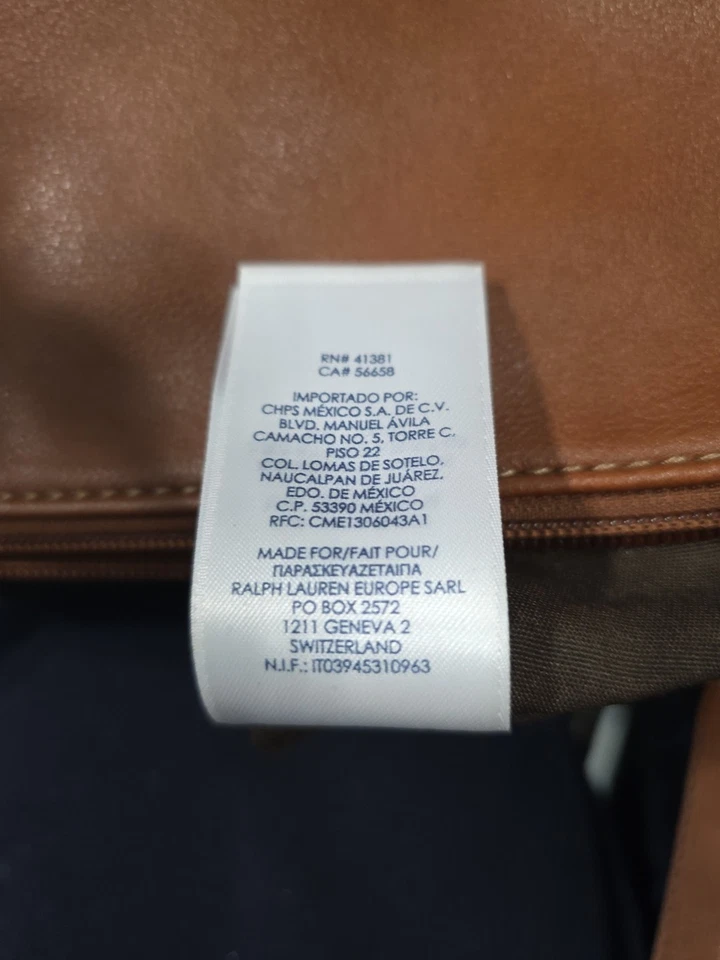 RN# 41381
CA# 56658
IMPORTADO POR:
CHPS MÉXICO S.A. DE C.V.
BLVD. MANUEL ÁVILA
CAMACHO NO. 5, TORRE C.
PISO 22
COL. LOMAS DE SOTELO,
NAUCALPAN DE JUÁREZ,
EDO. DE MÉXICO
C.P. 53390 MÉXICO
RFC: CME1306043A1
MADE FOR/FAIT POUR/
ΠΑΡΑΣΚΕΥΑΖΕΤΑΙΠΑ
RALPH LAUREN EUROPE SARL
PO BOX 2572
1211 GENEVA 2
SWITZERLAND
N.I.F.: IT03945310963